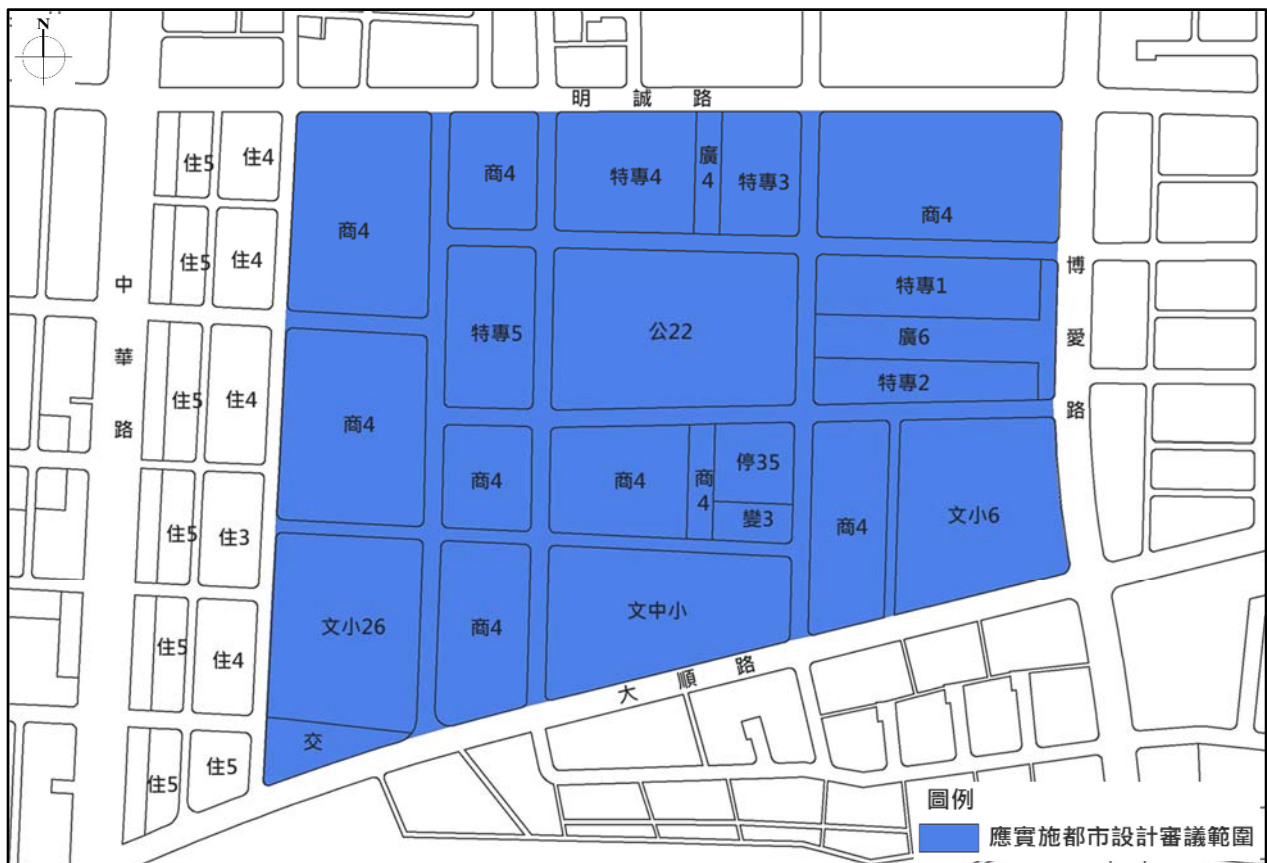 N
明誠路
住5
住4
商4
商4
特專4
廣4
特專3
商4
住5
住4
中華路
特專5
公22
特專1
廣6
特專2
博愛路
住5
住4
商4
商4
商4
商4
停35
變3
商4
文小6
住5
住3
文小26
商4
文中小
住5
住4
大順路
交
住5
住5
圖例
應實施都市設計審議範圍